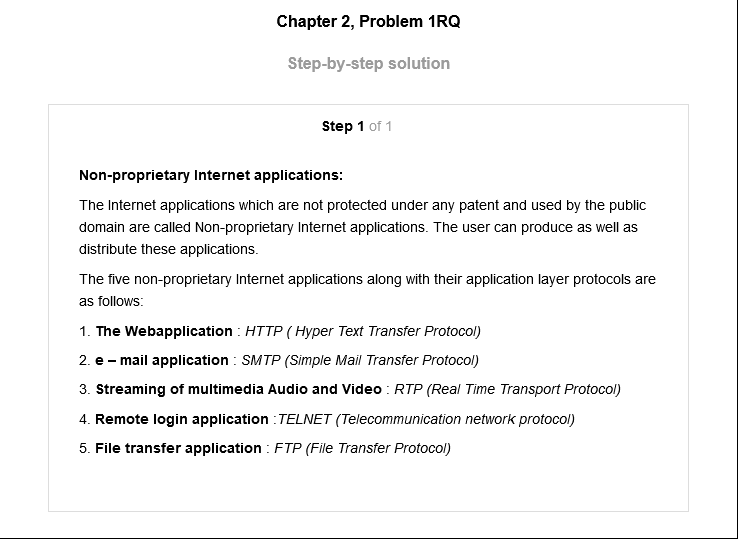 Chapter 2, Problem 1RQ
Step-by-step solution
Step 1 of 1
Non-proprietary Internet applications:
The Internet applications which are not protected under any patent and used by the public
domain are called Non-proprietary Internet applications. The user can produce as well as
distribute these applications.
The five non-proprietary Internet applications along with their application layer protocols are
as follows:
1. The Webapplication : HTTP ( Hyper Text Transfer Protocol)
2. e – mail application : SMTP (Simple Mail Transfer Protocol)
3. Streaming of multimedia Audio and Video : RTP (Real Time Transport Protocol)
4. Remote login application :TELNET (Telecommunication network protocol)
5. File transfer application : FTP (File Transfer Protocol)